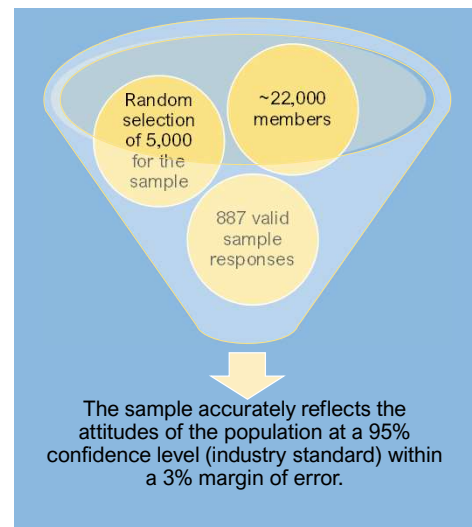 Random
selection
of 5,000
for the
sample
~22,000
members
887 valid
sample
responses
The sample accurately reflects the
attitudes of the population at a 95%
confidence level (industry standard) within
a 3% margin of error.